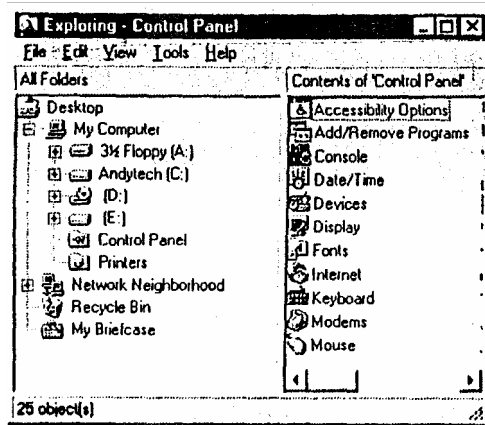 Exploring - Control Panel
File Edit View Tools Help
All Folders
Desktop
My Computer
3½ Floppy (A:)
Andytech (C:)
(D:)
(E:)
Control Panel
Printers
Network Neighborhood
Recycle Bin
My Briefcase
Contents of 'Control Panel'
Accessibility Options
Add/Remove Programs
Console
Date/Time
Devices
Display
Fonts
Internet
Keyboard
Modems
Mouse
25 object(s)